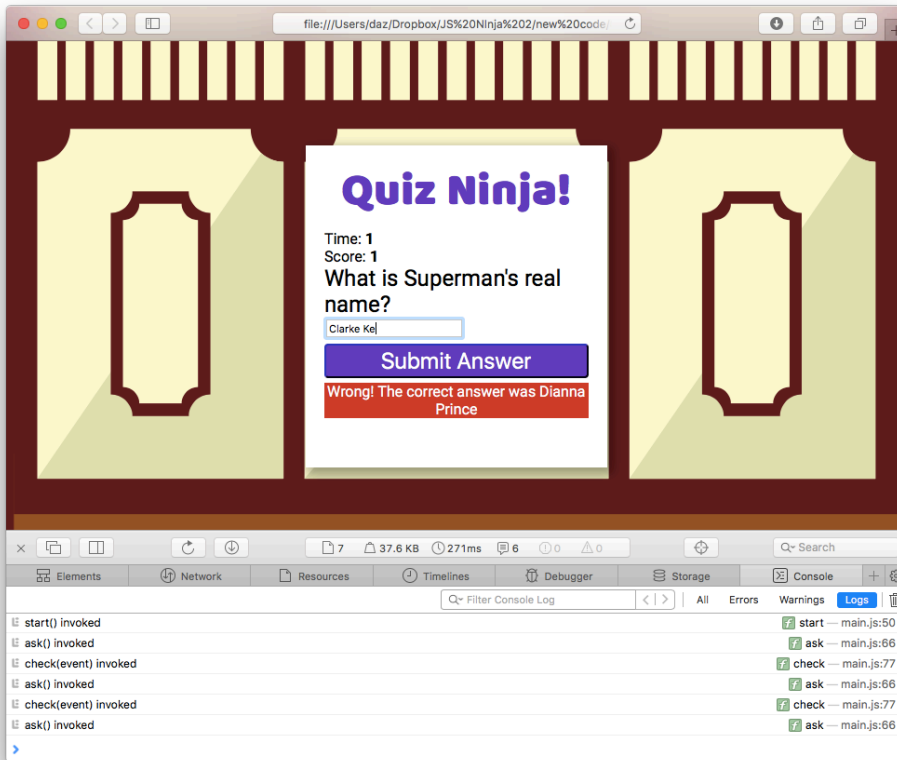 file:///Users/daz/Dropbox/JS%20NInja%202/new%20code/
Quiz Ninja!
Time: 1
Score: 1
What is Superman's real
name?
Clarke Ke
Submit Answer
Wrong! The correct answer was Dianna
Prince
7 37.6 KB 271ms 6 0 0 Search
Elements Network Resources Timelines Debugger Storage Console
Filter Console Log All Errors Warnings Logs
start() invoked f start — main.js:50
ask() invoked f ask — main.js:66
check(event) invoked f check — main.js:77
ask() invoked f ask — main.js:66
check(event) invoked f check — main.js:77
ask() invoked f ask — main.js:66